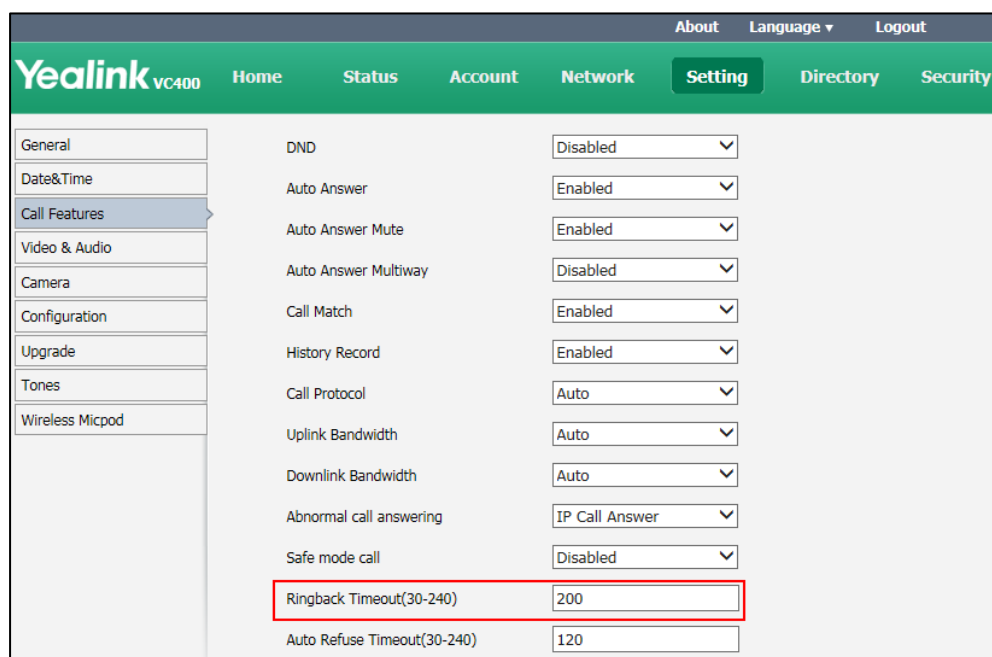 About Language ▾ Logout
Yealink VC400 Home Status Account Network Setting Directory Security
General
Date&Time
Call Features
Video & Audio
Camera
Configuration
Upgrade
Tones
Wireless Micpod
DND Disabled
Auto Answer Enabled
Auto Answer Mute Enabled
Auto Answer Multiway Disabled
Call Match Enabled
History Record Enabled
Call Protocol Auto
Uplink Bandwidth Auto
Downlink Bandwidth Auto
Abnormal call answering IP Call Answer
Safe mode call Disabled
Ringback Timeout(30-240) 200
Auto Refuse Timeout(30-240) 120